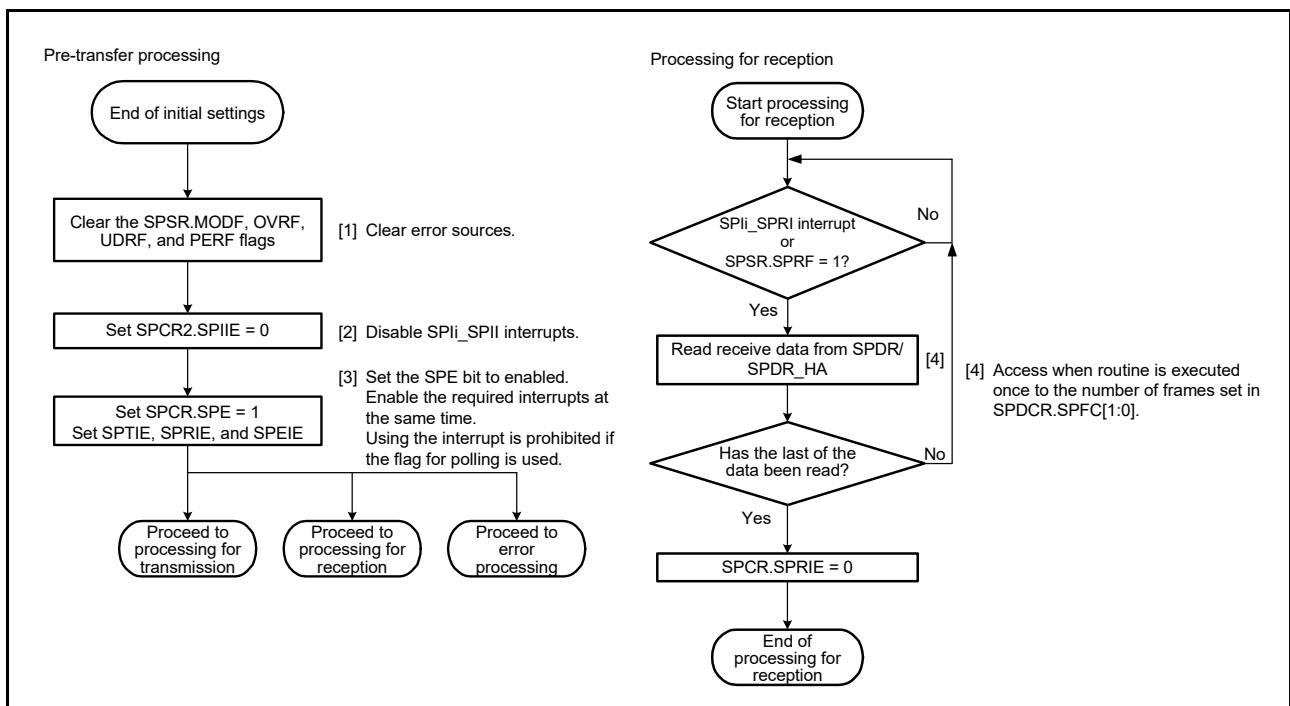 Pre-transfer processing
End of initial settings
Clear the SPSR.MODF, OVRF,
UDRF, and PERF flags
[1] Clear error sources.
Set SPCR2.SPIIE = 0
[2] Disable SPIi_SPII interrupts.
Set SPCR.SPE = 1
Set SPTIE, SPRIE, and SPEIE
[3] Set the SPE bit to enabled.
Enable the required interrupts at
the same time.
Using the interrupt is prohibited if
the flag for polling is used.
Proceed to
processing for
transmission
Proceed to
processing for
reception
Proceed to
error
processing
Processing for reception
Start processing
for reception
SPIi_SPRI interrupt
or
SPSR.SPRF = 1?
No
Yes
Read receive data from SPDR/
SPDR_HA
[4]
[4] Access when routine is executed
once to the number of frames set in
SPDCR.SPFC[1:0].
Has the last of the
data been read?
No
Yes
SPCR.SPRIE = 0
End of
processing for
reception